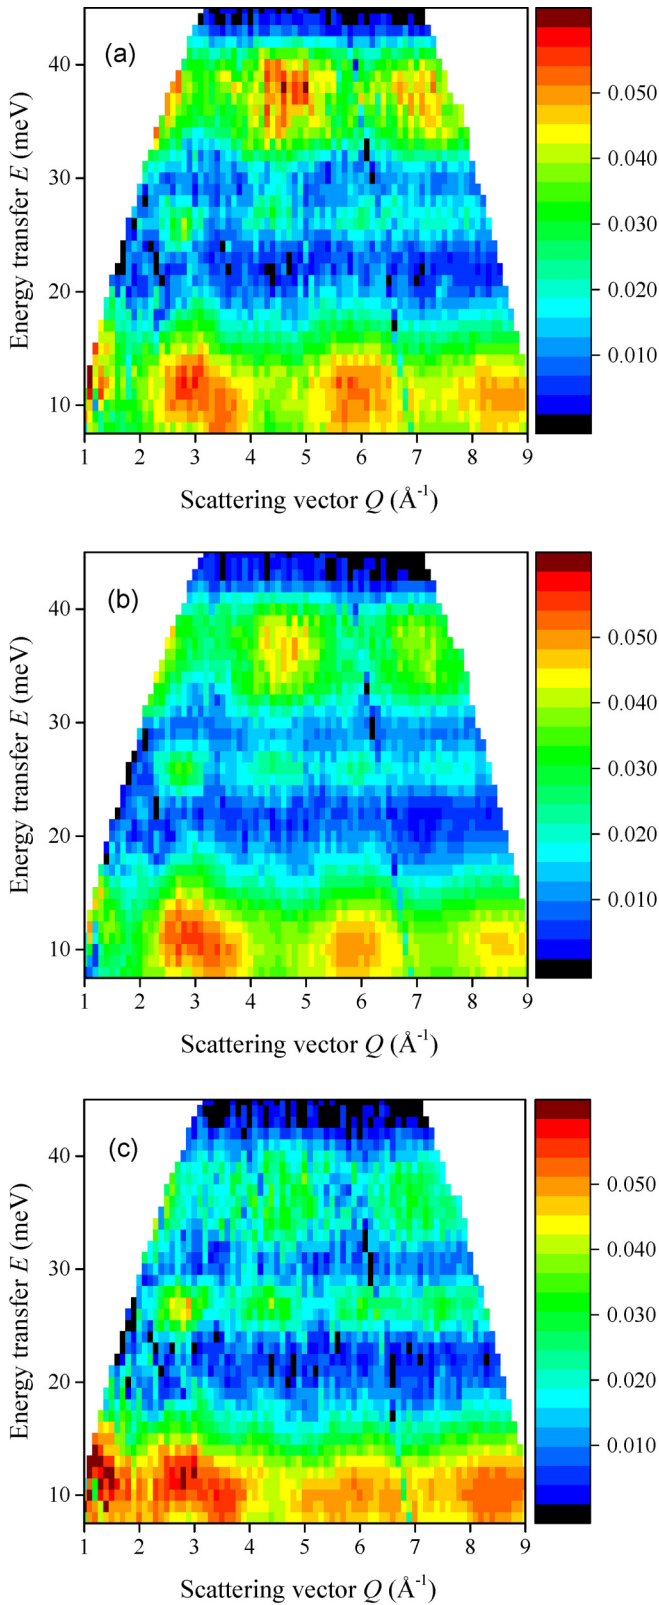 (a)
Energy transfer E (meV)
40
30
20
10
1 2 3 4 5 6 7 8 9
Scattering vector Q (Å-1)
0.050
0.040
0.030
0.020
0.010
(b)
Energy transfer E (meV)
40
30
20
10
1 2 3 4 5 6 7 8 9
Scattering vector Q (Å-1)
0.050
0.040
0.030
0.020
0.010
(c)
Energy transfer E (meV)
40
30
20
10
1 2 3 4 5 6 7 8 9
Scattering vector Q (Å-1)
0.050
0.040
0.030
0.020
0.010